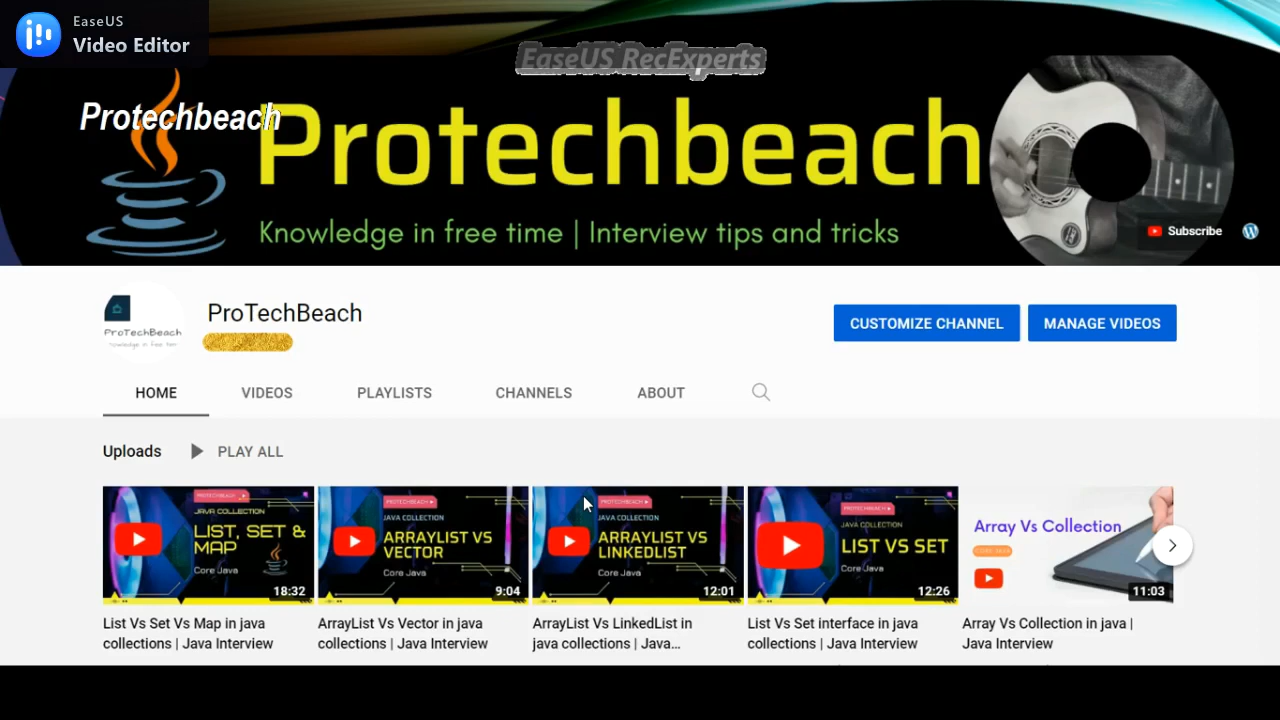 EaseUS
Video Editor
EaseUS RecExperts
Protechbeach
Protechbeach
Knowledge in free time | Interview tips and tricks
Subscribe
ProTechBeach
ProTechBeach
CUSTOMIZE CHANNEL
MANAGE VIDEOS
HOME
VIDEOS
PLAYLISTS
CHANNELS
ABOUT
Uploads
PLAY ALL
PROTECHBEACH
JAVA COLLECTION
LIST, SET &
MAP
Core Java
18:32
PROTECHBEACH
JAVA COLLECTION
ARRAYLIST VS
VECTOR
Core Java
9:04
PROTECHBEACH
JAVA COLLECTION
ARRAYLIST VS
LINKEDLIST
Core Java
12:01
PROTECHBEACH
JAVA COLLECTION
LIST VS SET
Core Java
12:26
Array Vs Collection
11:03
List Vs Set Vs Map in java
collections | Java Interview
ArrayList Vs Vector in java
collections | Java Interview
ArrayList Vs LinkedList in
java collections | Java...
List Vs Set interface in java
collections | Java Interview
Array Vs Collection in java |
Java Interview